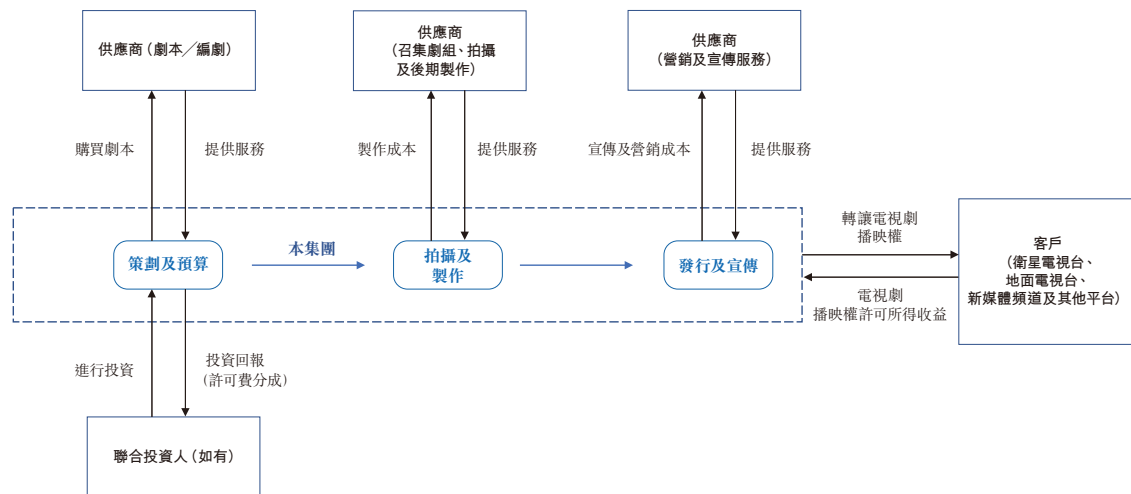 供應商（劇本／編劇）
供應商
（召集劇組、拍攝
及後期製作）
供應商
（營銷及宣傳服務）
購買劇本
提供服務
製作成本
提供服務
宣傳及營銷成本
提供服務
本集團
策劃及預算
拍攝及
製作
發行及宣傳
轉讓電視劇
播映權
電視劇
播映權許可所得收益
客戶
（衛星電視台、
地面電視台、
新媒體頻道及其他平台）
進行投資
投資回報
（許可費分成）
聯合投資人（如有）